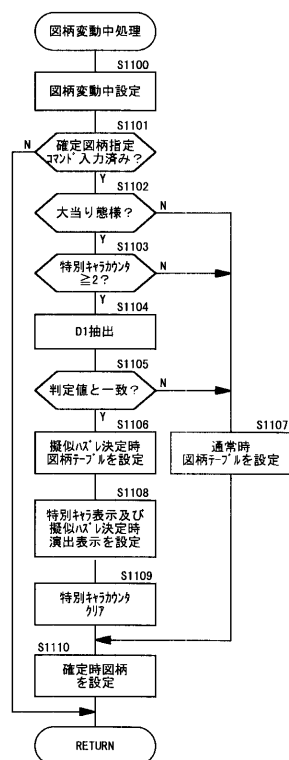 図柄変動中処理
S1100
図柄変動中設定
S1101
N
確定図柄指定
コマンド入力済み?
Y
S1102
大当り態様?
N
Y
S1103
特別キャラカウンタ
≧2?
N
Y
S1104
D1抽出
S1105
判定値と一致?
N
Y
S1106
擬似ハズレ決定時
図柄テーブルを設定
S1107
通常時
図柄テーブルを設定
S1108
特別キャラ表示及び
擬似ハズレ決定時
演出表示を設定
S1109
特別キャラカウンタ
クリア
S1110
確定時図柄
を設定
RETURN